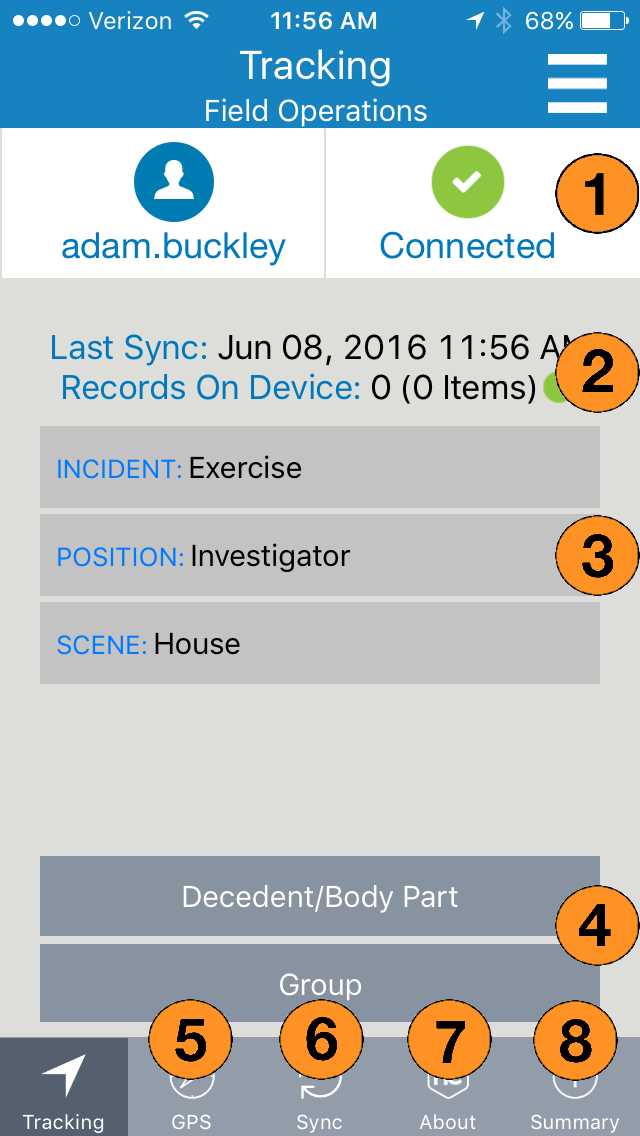 Verizon 11:56 AM 68%
Tracking
Field Operations
1
adam.buckley Connected
Last Sync: Jun 08, 2016 11:56 AM
2
Records On Device: 0 (0 Items)
INCIDENT: Exercise
POSITION: Investigator
3
SCENE: House
Decedent/Body Part
4
Group
5 6 7 8
Tracking GPS Sync About Summary